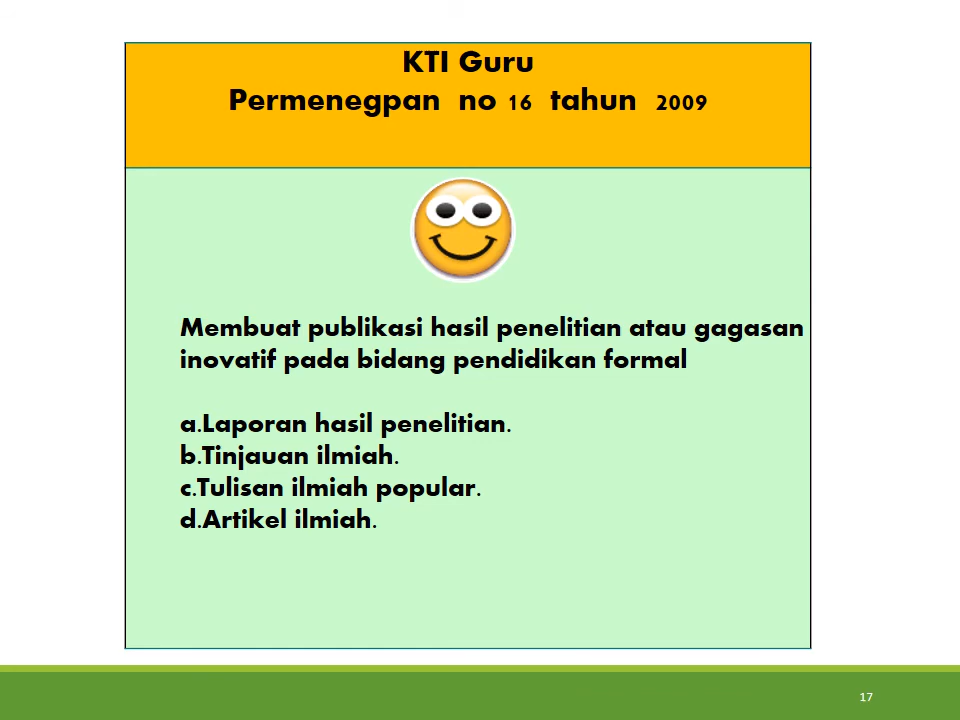 KTI Guru
Permenegpan no 16 tahun 2009
Membuat publikasi hasil penelitian atau gagasan
inovatif pada bidang pendidikan formal
a.Laporan hasil penelitian.
b.Tinjauan ilmiah.
c.Tulisan ilmiah popular.
d.Artikel ilmiah.
17